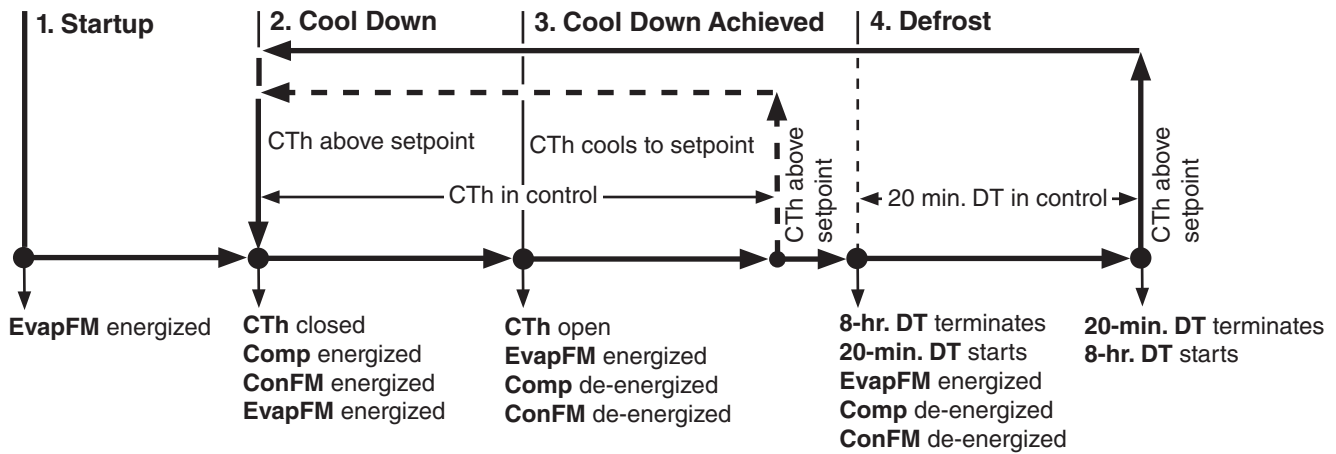 1. Startup
2. Cool Down
3. Cool Down Achieved
4. Defrost
CTh above setpoint
CTh cools to setpoint
CTh in control
CTh above
setpoint
20 min. DT in control
CTh above
setpoint
EvapFM energized
CTh closed
Comp energized
ConFM energized
EvapFM energized
CTh open
EvapFM energized
Comp de-energized
ConFM de-energized
8-hr. DT terminates
20-min. DT starts
EvapFM energized
Comp de-energized
ConFM de-energized
20-min. DT terminates
8-hr. DT starts